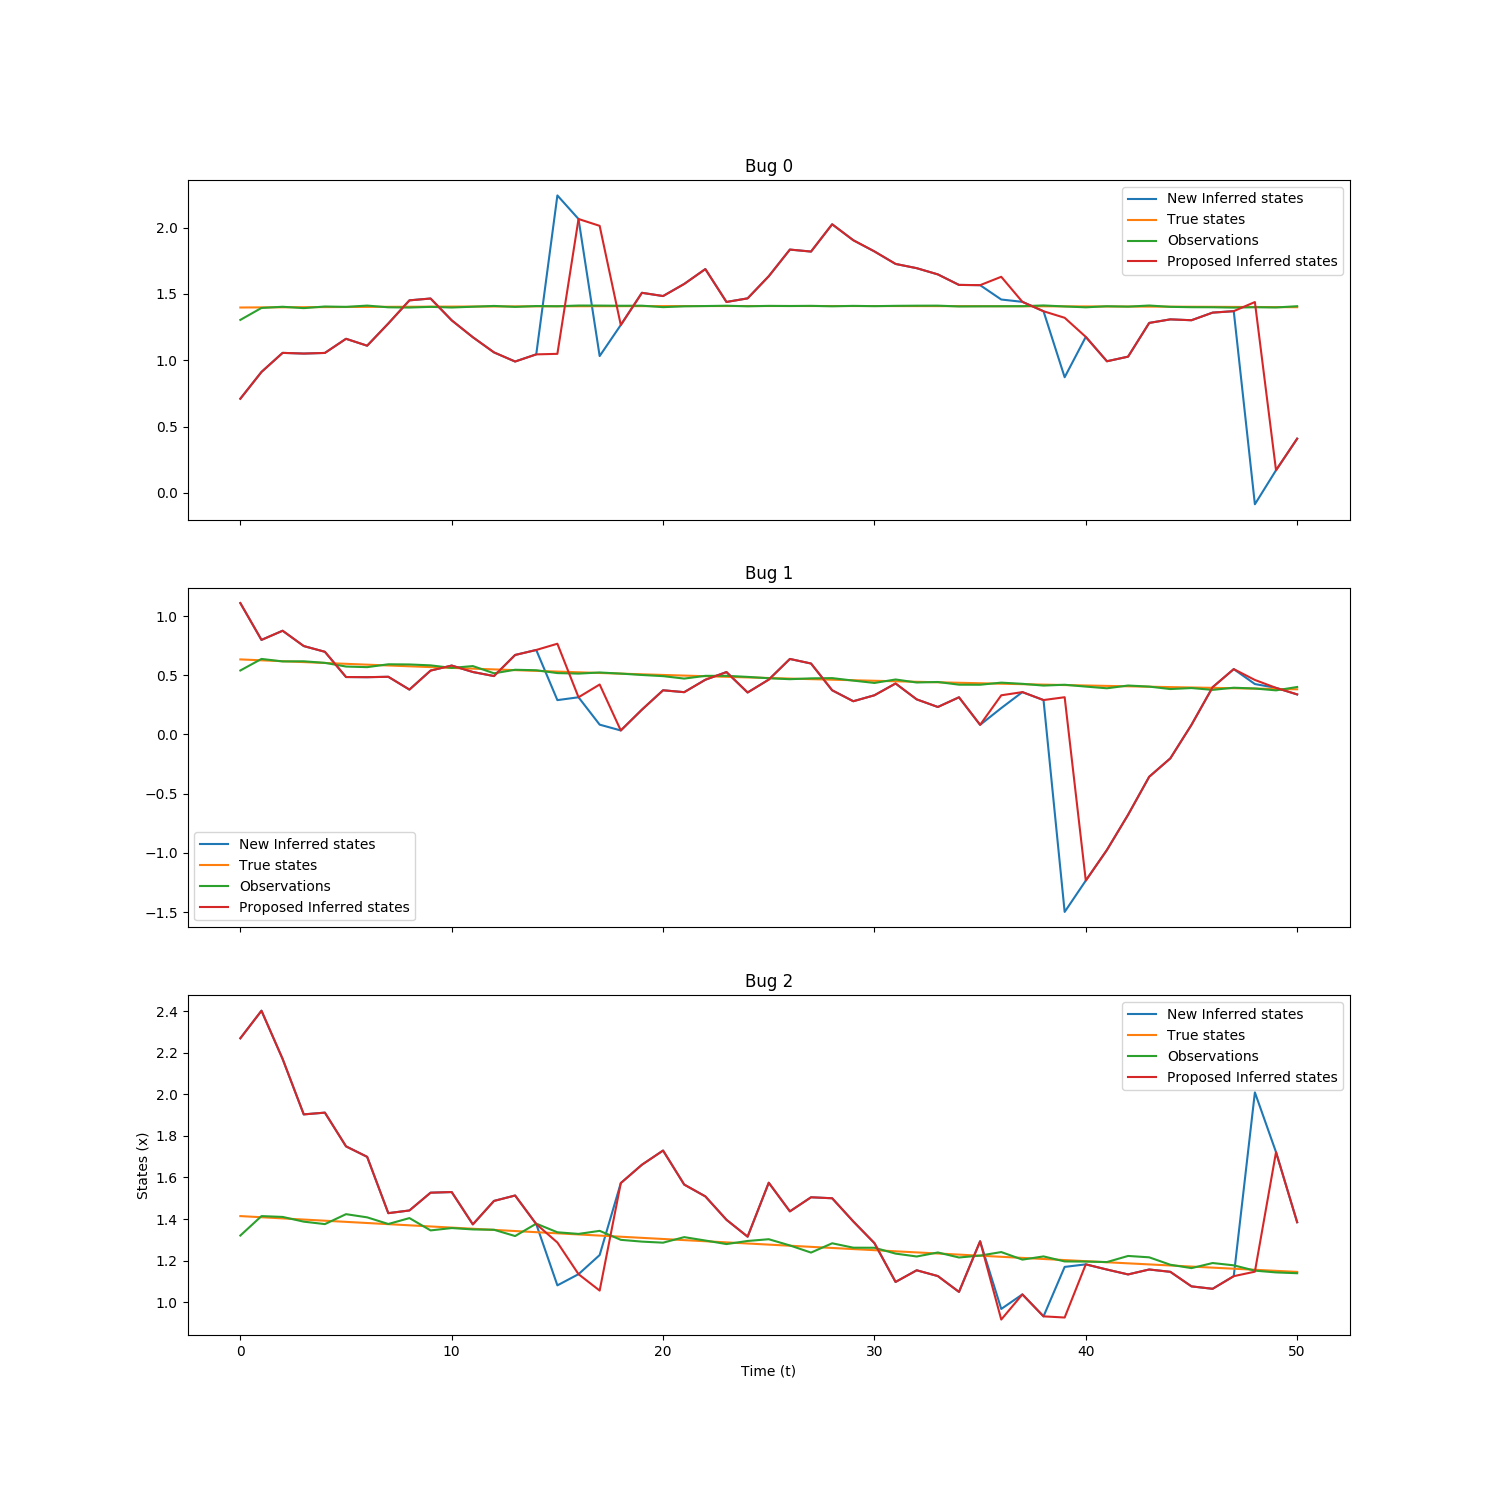 Bug 0
2.0
1.5
1.0
0.5
0.0
New Inferred states
True states
Observations
Proposed Inferred states
Bug 1
1.0
0.5
0.0
−0.5
−1.0
−1.5
New Inferred states
True states
Observations
Proposed Inferred states
Bug 2
States (x)
2.4
2.2
2.0
1.8
1.6
1.4
1.2
1.0
New Inferred states
True states
Observations
Proposed Inferred states
0 10 20 30 40 50
Time (t)